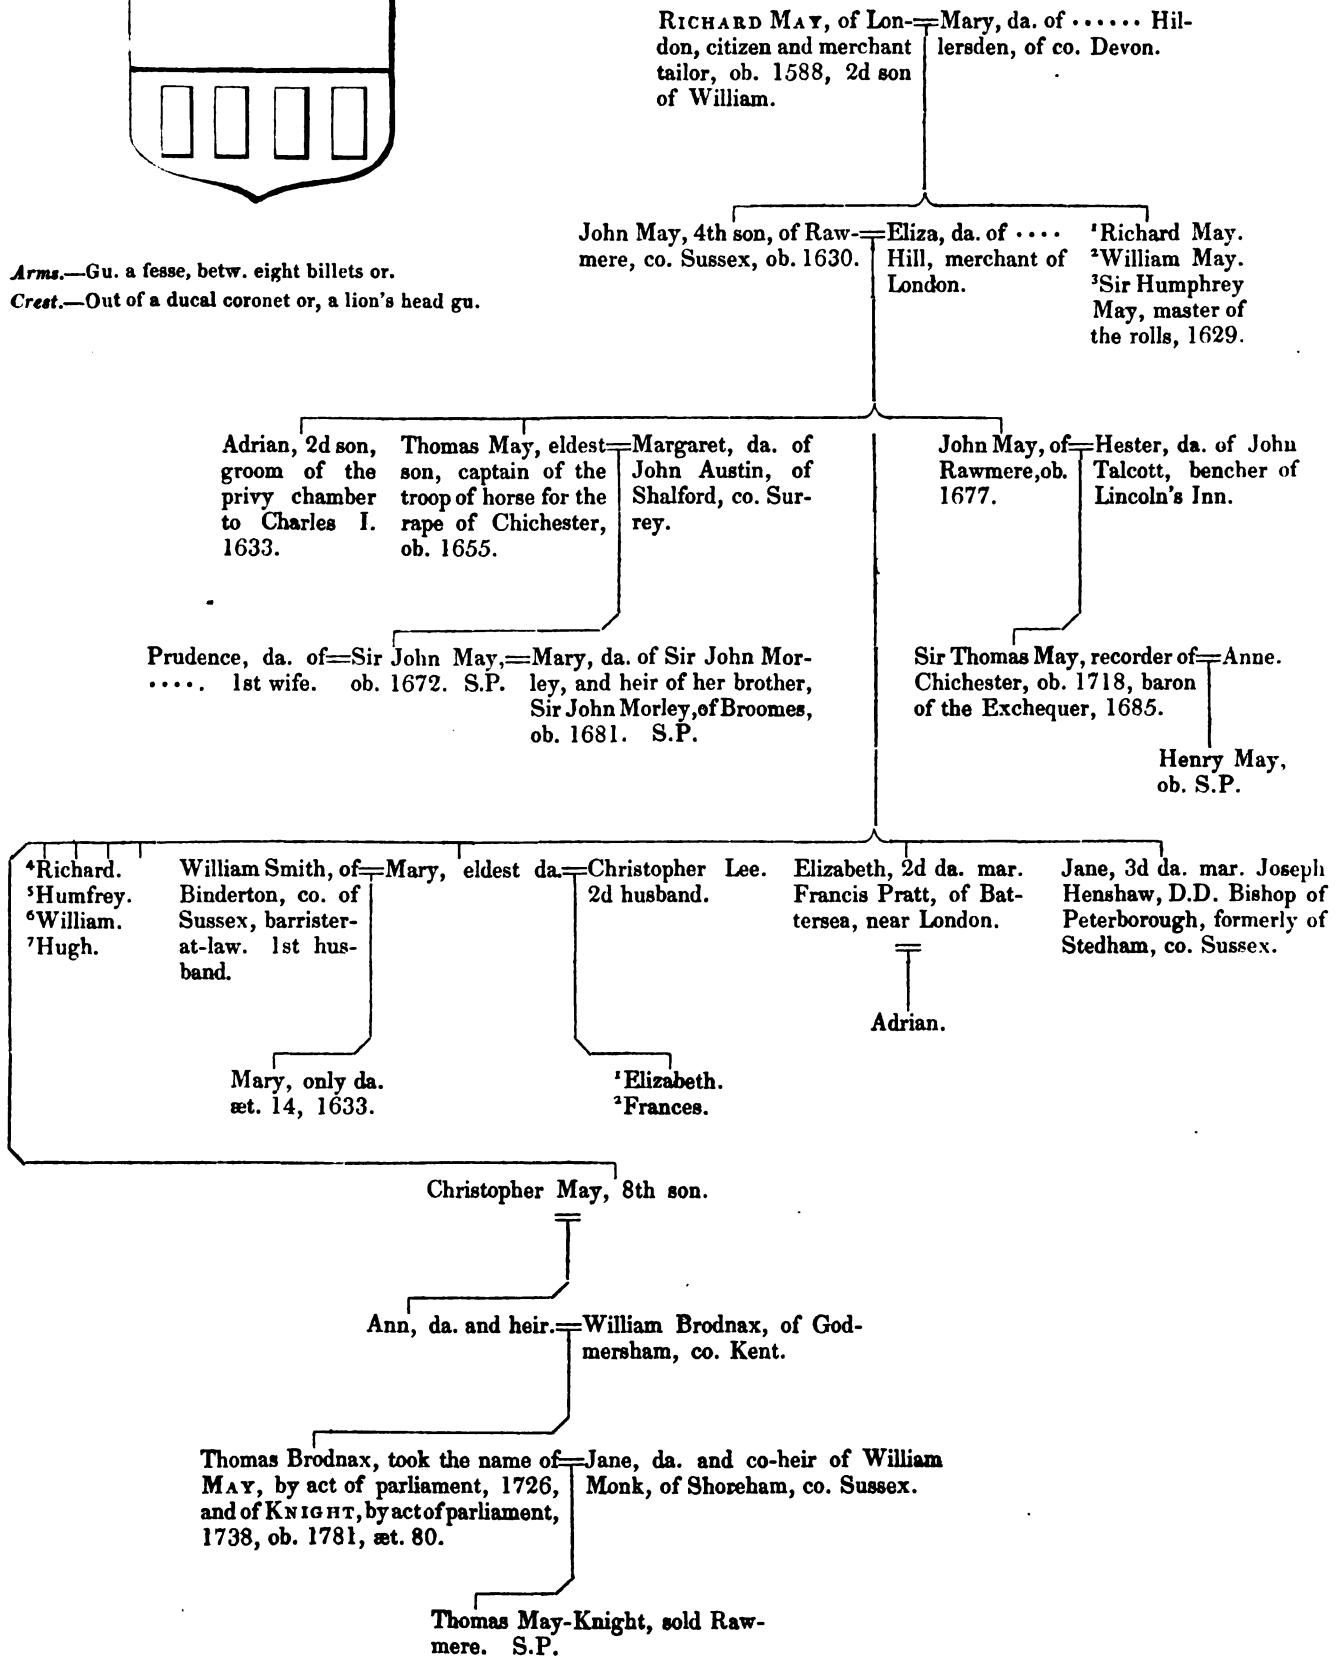 RICHARD MAY, of Lon-
don, citizen and merchant
tailor, ob. 1588, 2d son
of William.
Mary, da. of ······ Hil-
lersden, of co. Devon.
Arms.—Gu. a fesse, betw. eight billets or.
Crest.—Out of a ducal coronet or, a lion's head gu.
John May, 4th son, of Raw-
mere, co. Sussex, ob. 1630.
Eliza, da. of ····
Hill, merchant of
London.
¹Richard May.
²William May.
³Sir Humphrey
May, master of
the rolls, 1629.
Adrian, 2d son,
groom of the
privy chamber
to Charles I.
1633.
Thomas May, eldest
son, captain of the
troop of horse for the
rape of Chichester,
ob. 1655.
Margaret, da. of
John Austin, of
Shalford, co. Sur-
rey.
John May, of
Rawmere, ob.
1677.
Hester, da. of John
Talcott, bencher of
Lincoln's Inn.
Prudence, da. of
····. 1st wife.
Sir John May,
ob. 1672. S.P.
Mary, da. of Sir John Mor-
ley, and heir of her brother,
Sir John Morley, of Broomes,
ob. 1681. S.P.
Sir Thomas May, recorder of
Chichester, ob. 1718, baron
of the Exchequer, 1685.
Anne.
Henry May,
ob. S.P.
⁴Richard.
⁵Humfrey.
⁶William.
⁷Hugh.
William Smith, of
Binderton, co. of
Sussex, barrister-
at-law. 1st hus-
band.
Mary, eldest da.
Christopher Lee.
2d husband.
Elizabeth, 2d da. mar.
Francis Pratt, of Bat-
tersea, near London.
Jane, 3d da. mar. Joseph
Henshaw, D.D. Bishop of
Peterborough, formerly of
Stedham, co. Sussex.
Adrian.
Mary, only da.
æt. 14, 1633.
¹Elizabeth.
²Frances.
Christopher May, 8th son.
Ann, da. and heir.
William Brodnax, of God-
mersham, co. Kent.
Thomas Brodnax, took the name of
MAY, by act of parliament, 1726,
and of KNIGHT, by act of parliament,
1738, ob. 1781, æt. 80.
Jane, da. and co-heir of William
Monk, of Shoreham, co. Sussex.
Thomas May-Knight, sold Raw-
mere. S.P.